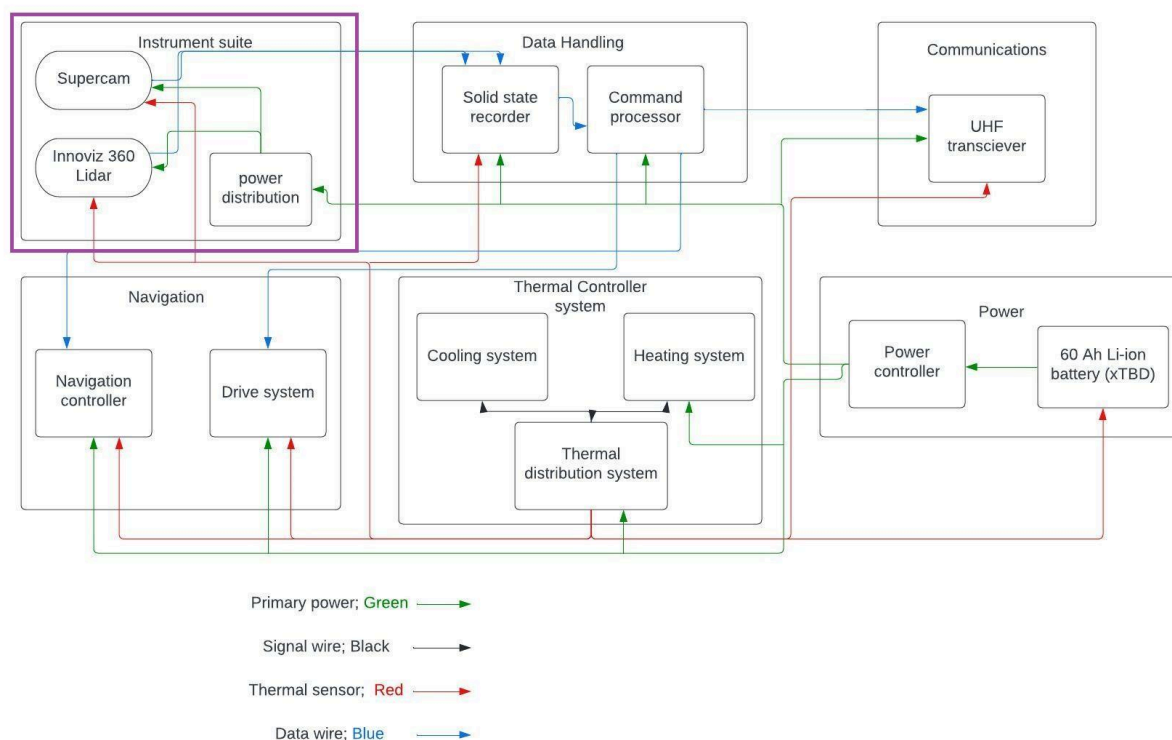 Instrument suite
Supercam
Innoviz 360
Lidar
power
distribution
Data Handling
Solid state
recorder
Command
processor
Communications
UHF
transciever
Navigation
Navigation
controller
Drive system
Thermal Controller
system
Cooling system
Heating system
Thermal
distribution system
Power
Power
controller
60 Ah Li-ion
battery (xTBD)
Primary power; Green
Signal wire; Black
Thermal sensor; Red
Data wire; Blue